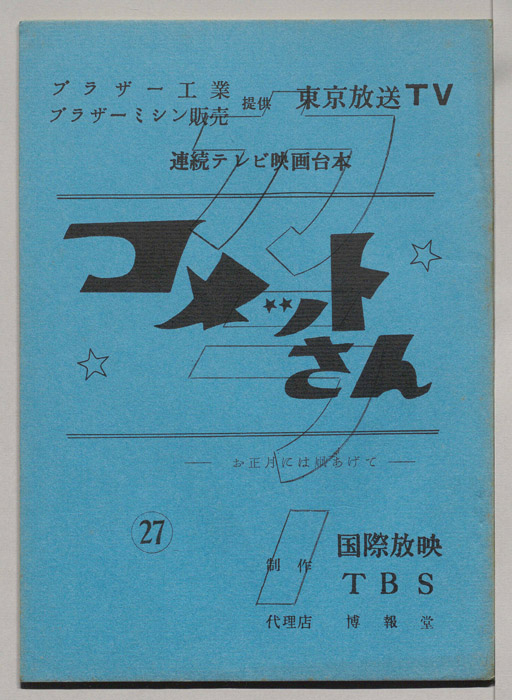 ブラザー工業
ブラザーミシン販売
提供
東京放送TV
連続テレビ映画台本
コメットさん
カラー
― お正月には凧あげて ―
27
制作
国際放映
TBS
代理店 博報堂